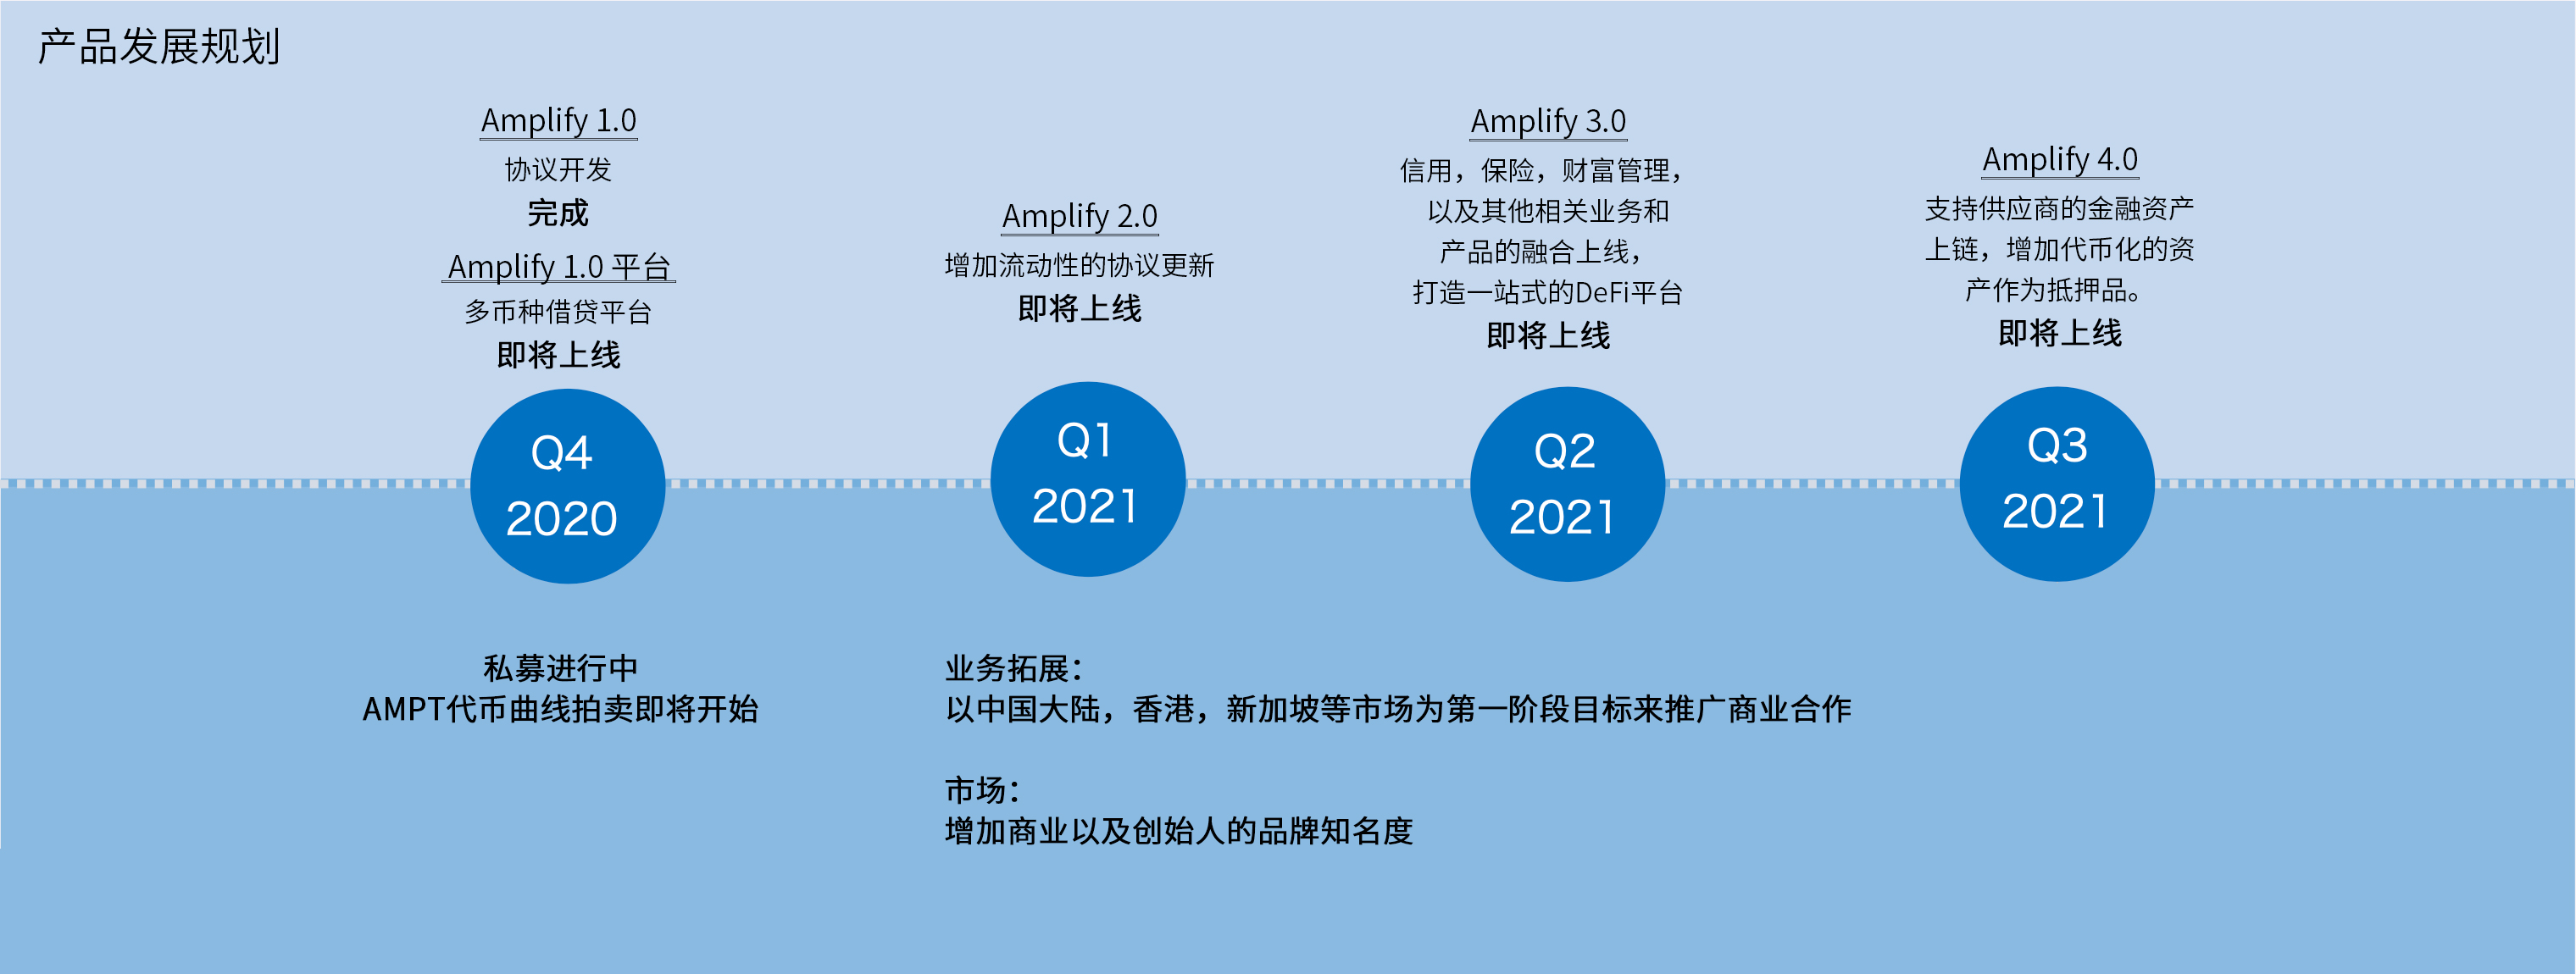 产品发展规划
Amplify 1.0
协议开发
完成
Amplify 1.0 平台
多币种借贷平台
即将上线
Amplify 2.0
增加流动性的协议更新
即将上线
Amplify 3.0
信用，保险，财富管理，
以及其他相关业务和
产品的融合上线，
打造一站式的DeFi平台
即将上线
Amplify 4.0
支持供应商的金融资产
上链，增加代币化的资
产作为抵押品。
即将上线
Q4
2020
Q1
2021
Q2
2021
Q3
2021
私募进行中
AMPT代币曲线拍卖即将开始
业务拓展：
以中国大陆，香港，新加坡等市场为第一阶段目标来推广商业合作
市场：
增加商业以及创始人的品牌知名度